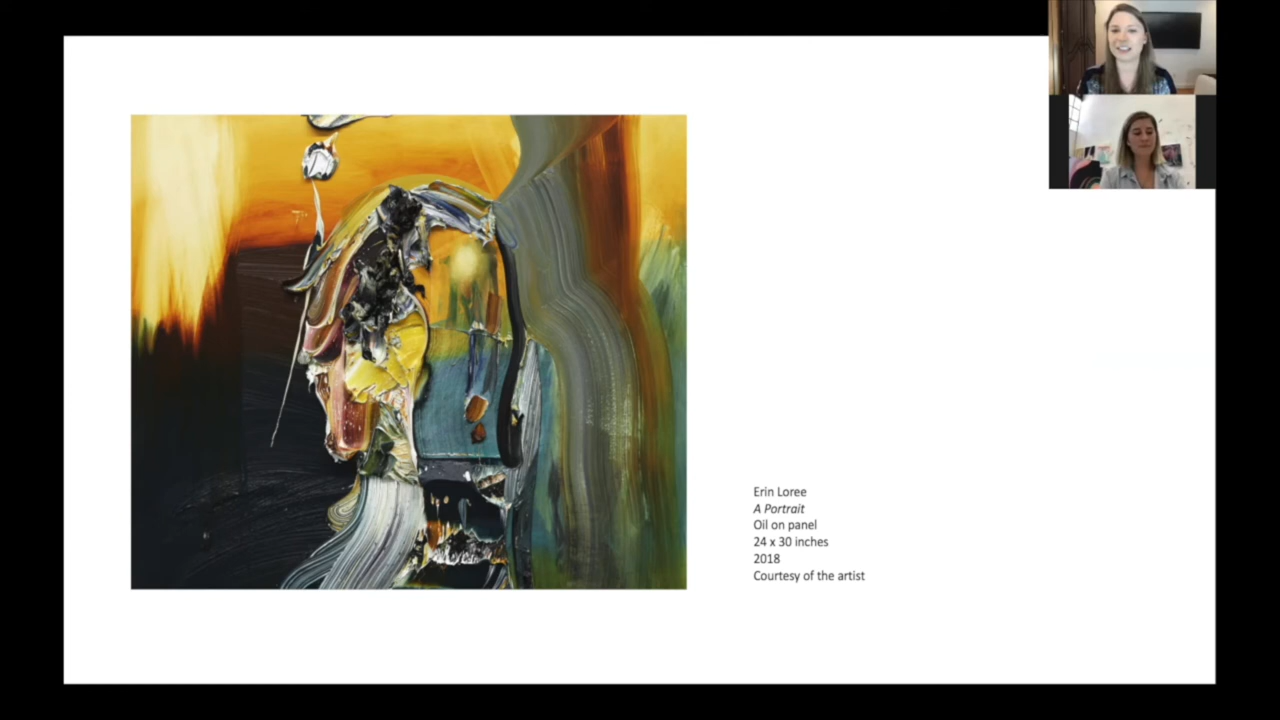 Erin Loree
A Portrait
Oil on panel
24 x 30 inches
2018
Courtesy of the artist